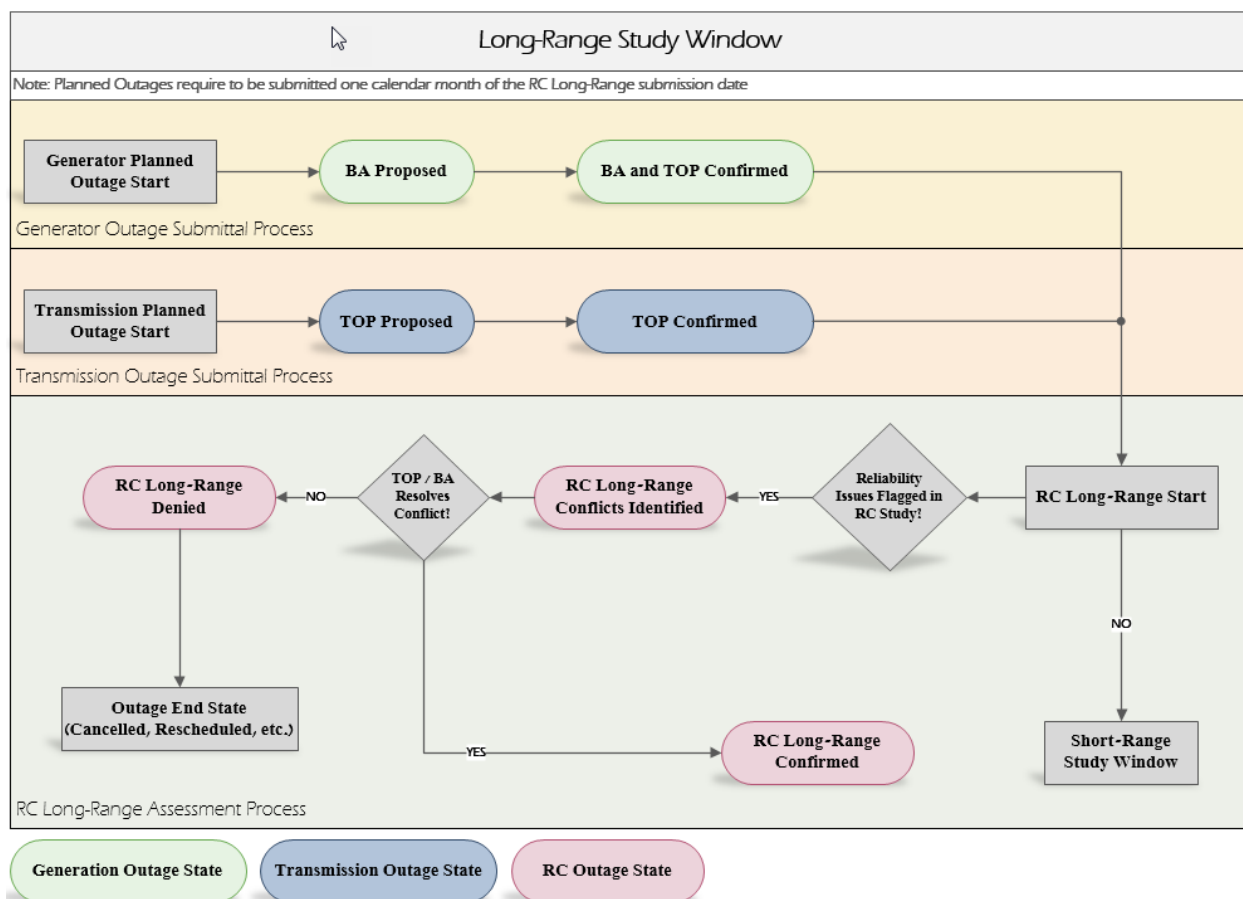 Long-Range Study Window
Note: Planned Outages require to be submitted one calendar month of the RC Long-Range submission date
Generator Planned
Outage Start
BA Proposed
BA and TOP Confirmed
Generator Outage Submittal Process
Transmission Planned
Outage Start
TOP Proposed
TOP Confirmed
Transmission Outage Submittal Process
RC Long-Range
Denied
NO
TOP / BA
Resolves
Conflict?
RC Long-Range
Conflicts Identified
YES
Reliability
Issues Flagged in
RC Study?
RC Long-Range Start
NO
Outage End State
(Cancelled, Rescheduled, etc.)
YES
RC Long-Range
Confirmed
Short-Range
Study Window
RC Long-Range Assessment Process
Generation Outage State
Transmission Outage State
RC Outage State